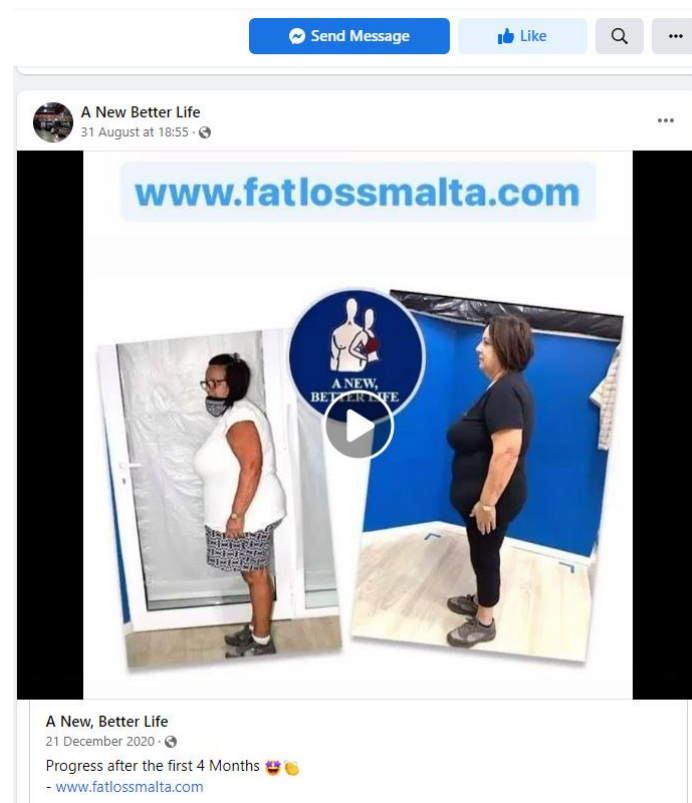 Send Message
Like
A New Better Life
31 August at 18:55
www.fatlossmalta.com
A NEW,
BETTER LIFE
A New, Better Life
21 December 2020
Progress after the first 4 Months 🤩👏
- www.fatlossmalta.com